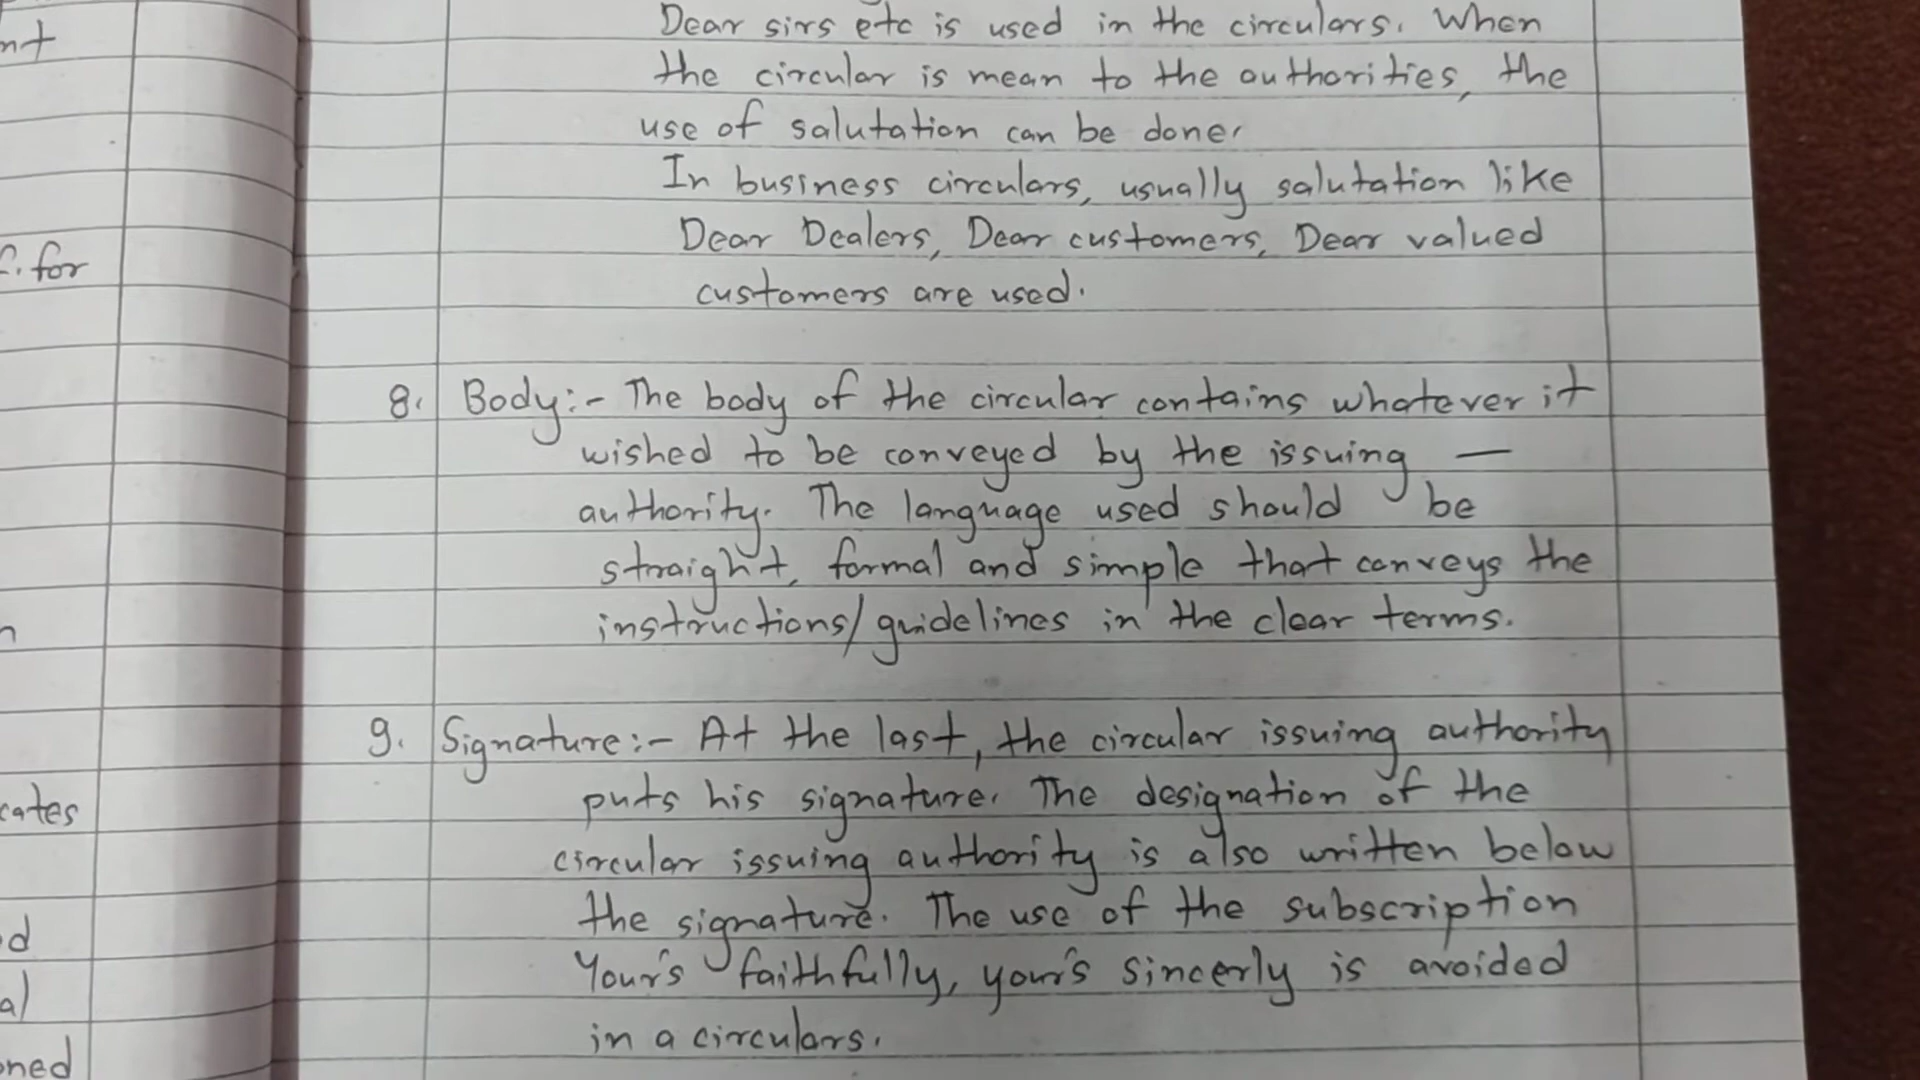 nt
f. for
n
cates
d
al
oned
Dear sirs etc is used in the circulars. When
the circular is mean to the authorities, the
use of salutation can be done.
In business circulars, usually salutation like
Dear Dealers, Dear customers, Dear valued
customers are used.
8. Body:- The body of the circular contains whatever it
wished to be conveyed by the issuing —
authority. The language used should be
straight, formal and simple that conveys the
instructions/guidelines in the clear terms.
9. Signature:- At the last, the circular issuing authority
puts his signature. The designation of the
circular issuing authority is also written below
the signature. The use of the subscription
Your's faithfully, your's sincerly is avoided
in a circulars.